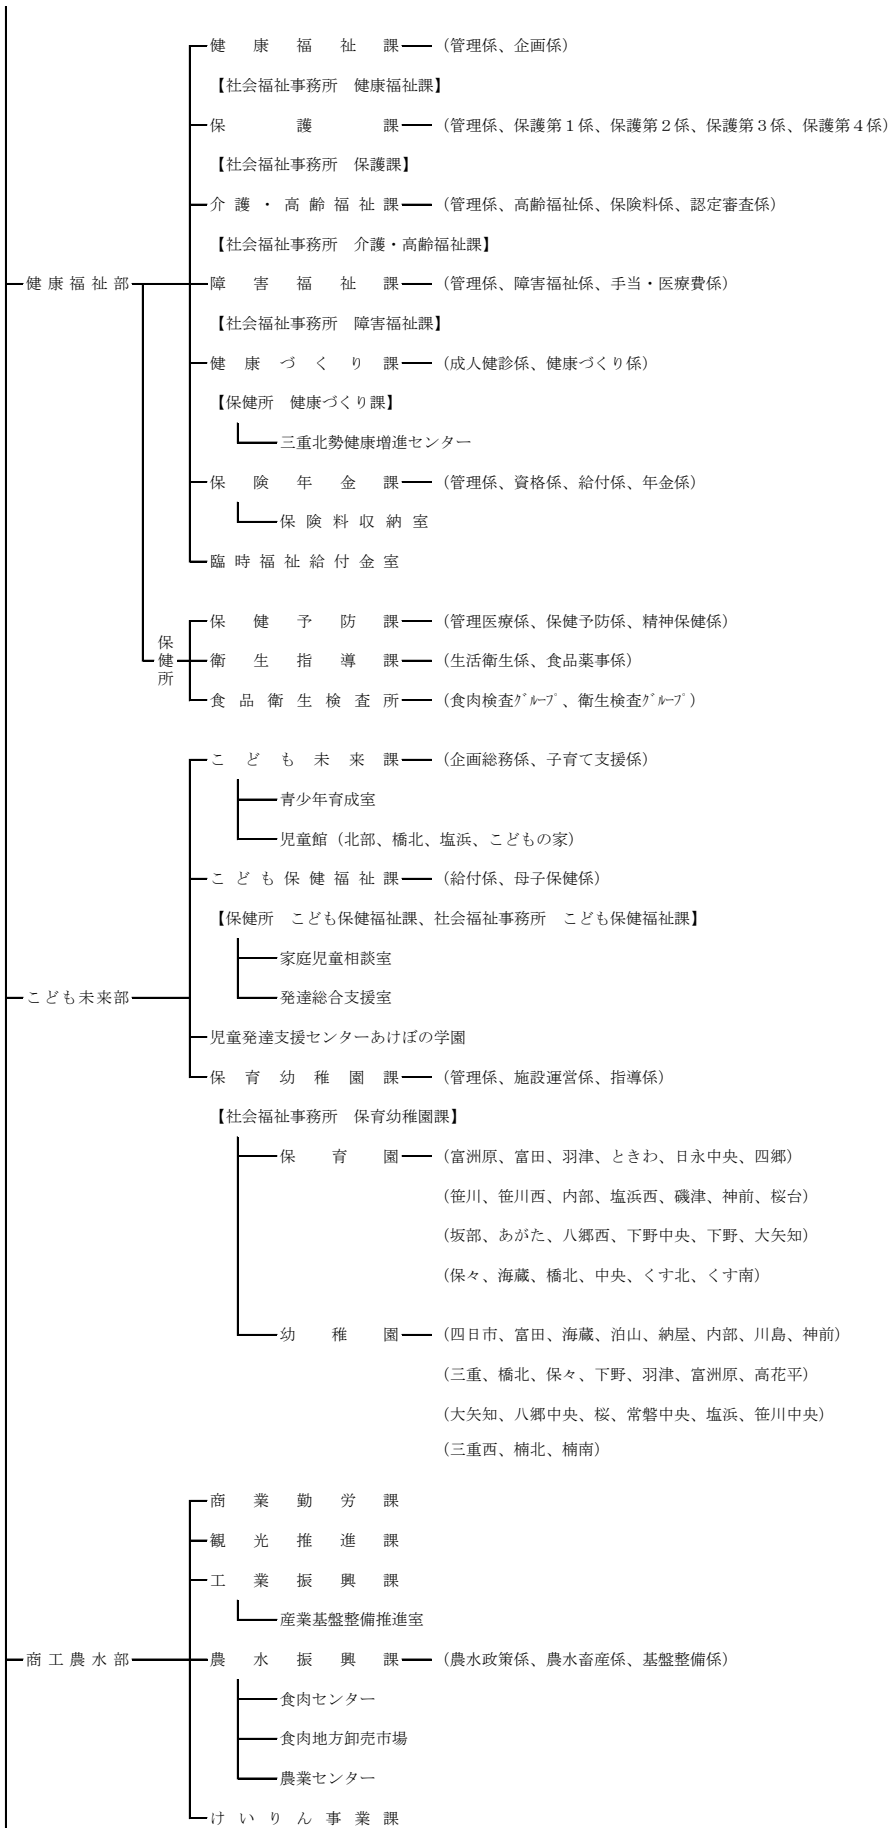 健康福祉課 (管理係、企画係)
【社会福祉事務所　健康福祉課】
保護課 (管理係、保護第１係、保護第２係、保護第３係、保護第４係)
【社会福祉事務所　保護課】
介護・高齢福祉課 (管理係、高齢福祉係、保険料係、認定審査係)
【社会福祉事務所　介護・高齢福祉課】
健康福祉部 障害福祉課 (管理係、障害福祉係、手当・医療費係)
【社会福祉事務所　障害福祉課】
健康づくり課 (成人健診係、健康づくり係)
【保健所　健康づくり課】
三重北勢健康増進センター
保険年金課 (管理係、資格係、給付係、年金係)
保険料収納室
臨時福祉給付金室
保健予防課 (管理医療係、保健予防係、精神保健係)
保健所 衛生指導課 (生活衛生係、食品薬事係)
食品衛生検査所 (食肉検査ｸﾞﾙｰﾌﾟ、衛生検査ｸﾞﾙｰﾌﾟ)
こども未来課 (企画総務係、子育て支援係)
青少年育成室
児童館（北部、橋北、塩浜、こどもの家）
こども保健福祉課 (給付係、母子保健係)
【保健所　こども保健福祉課、社会福祉事務所　こども保健福祉課】
家庭児童相談室
こども未来部 発達総合支援室
児童発達支援センターあけぼの学園
保育幼稚園課 (管理係、施設運営係、指導係)
【社会福祉事務所　保育幼稚園課】
保育園 (富洲原、富田、羽津、ときわ、日永中央、四郷)
(笹川、笹川西、内部、塩浜西、磯津、神前、桜台)
(坂部、あがた、八郷西、下野中央、下野、大矢知)
(保々、海蔵、橋北、中央、くす北、くす南)
幼稚園 (四日市、富田、海蔵、泊山、納屋、内部、川島、神前)
(三重、橋北、保々、下野、羽津、富洲原、高花平)
(大矢知、八郷中央、桜、常磐中央、塩浜、笹川中央)
(三重西、楠北、楠南)
商業勤労課
観光推進課
工業振興課
産業基盤整備推進室
商工農水部 農水振興課 (農水政策係、農水畜産係、基盤整備係)
食肉センター
食肉地方卸売市場
農業センター
けいりん事業課